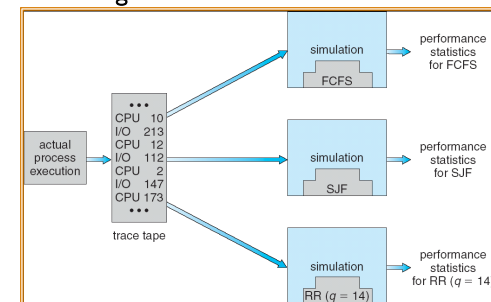 performance
statistics
for FCFS
simulation
FCFS
actual
process
execution
•••
CPU 10
I/O 213
CPU 12
I/O 112
CPU 2
I/O 147
CPU 173
•••
trace tape
simulation
SJF
performance
statistics
for SJF
simulation
RR (q = 14)
performance
statistics
for RR (q = 14